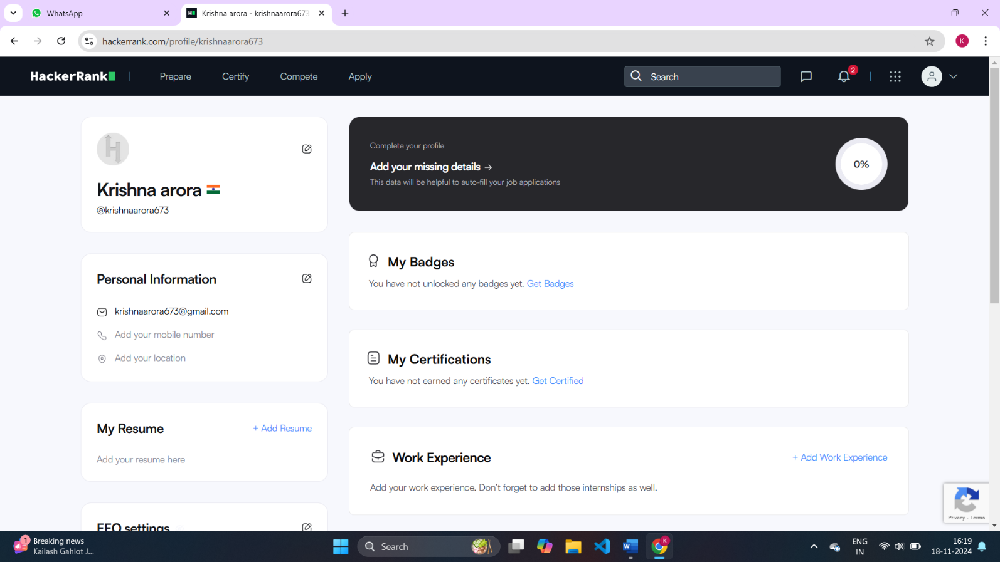 WhatsApp
Krishna arora - krishnaarora673
hackerrank.com/profile/krishnaarora673
K
HackerRank
Prepare
Certify
Compete
Apply
Search
2
Krishna arora
@krishnaarora673
Complete your profile
Add your missing details →
This data will be helpful to auto-fill your job applications
0%
Personal Information
krishnaarora673@gmail.com
Add your mobile number
Add your location
My Badges
You have not unlocked any badges yet. Get Badges
My Certifications
You have not earned any certificates yet. Get Certified
My Resume
+ Add Resume
Add your resume here
Work Experience
+ Add Work Experience
Add your work experience. Don't forget to add those internships as well.
EEO settings
Privacy - Terms
1
Breaking news
Kailash Gahlot J...
Search
K
ENG
IN
16:19
18-11-2024